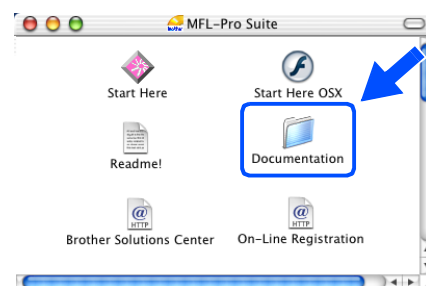 MFL-Pro Suite
Start Here
Start Here OSX
Readme!
Documentation
HTTP
HTTP
Brother Solutions Center
On-Line Registration